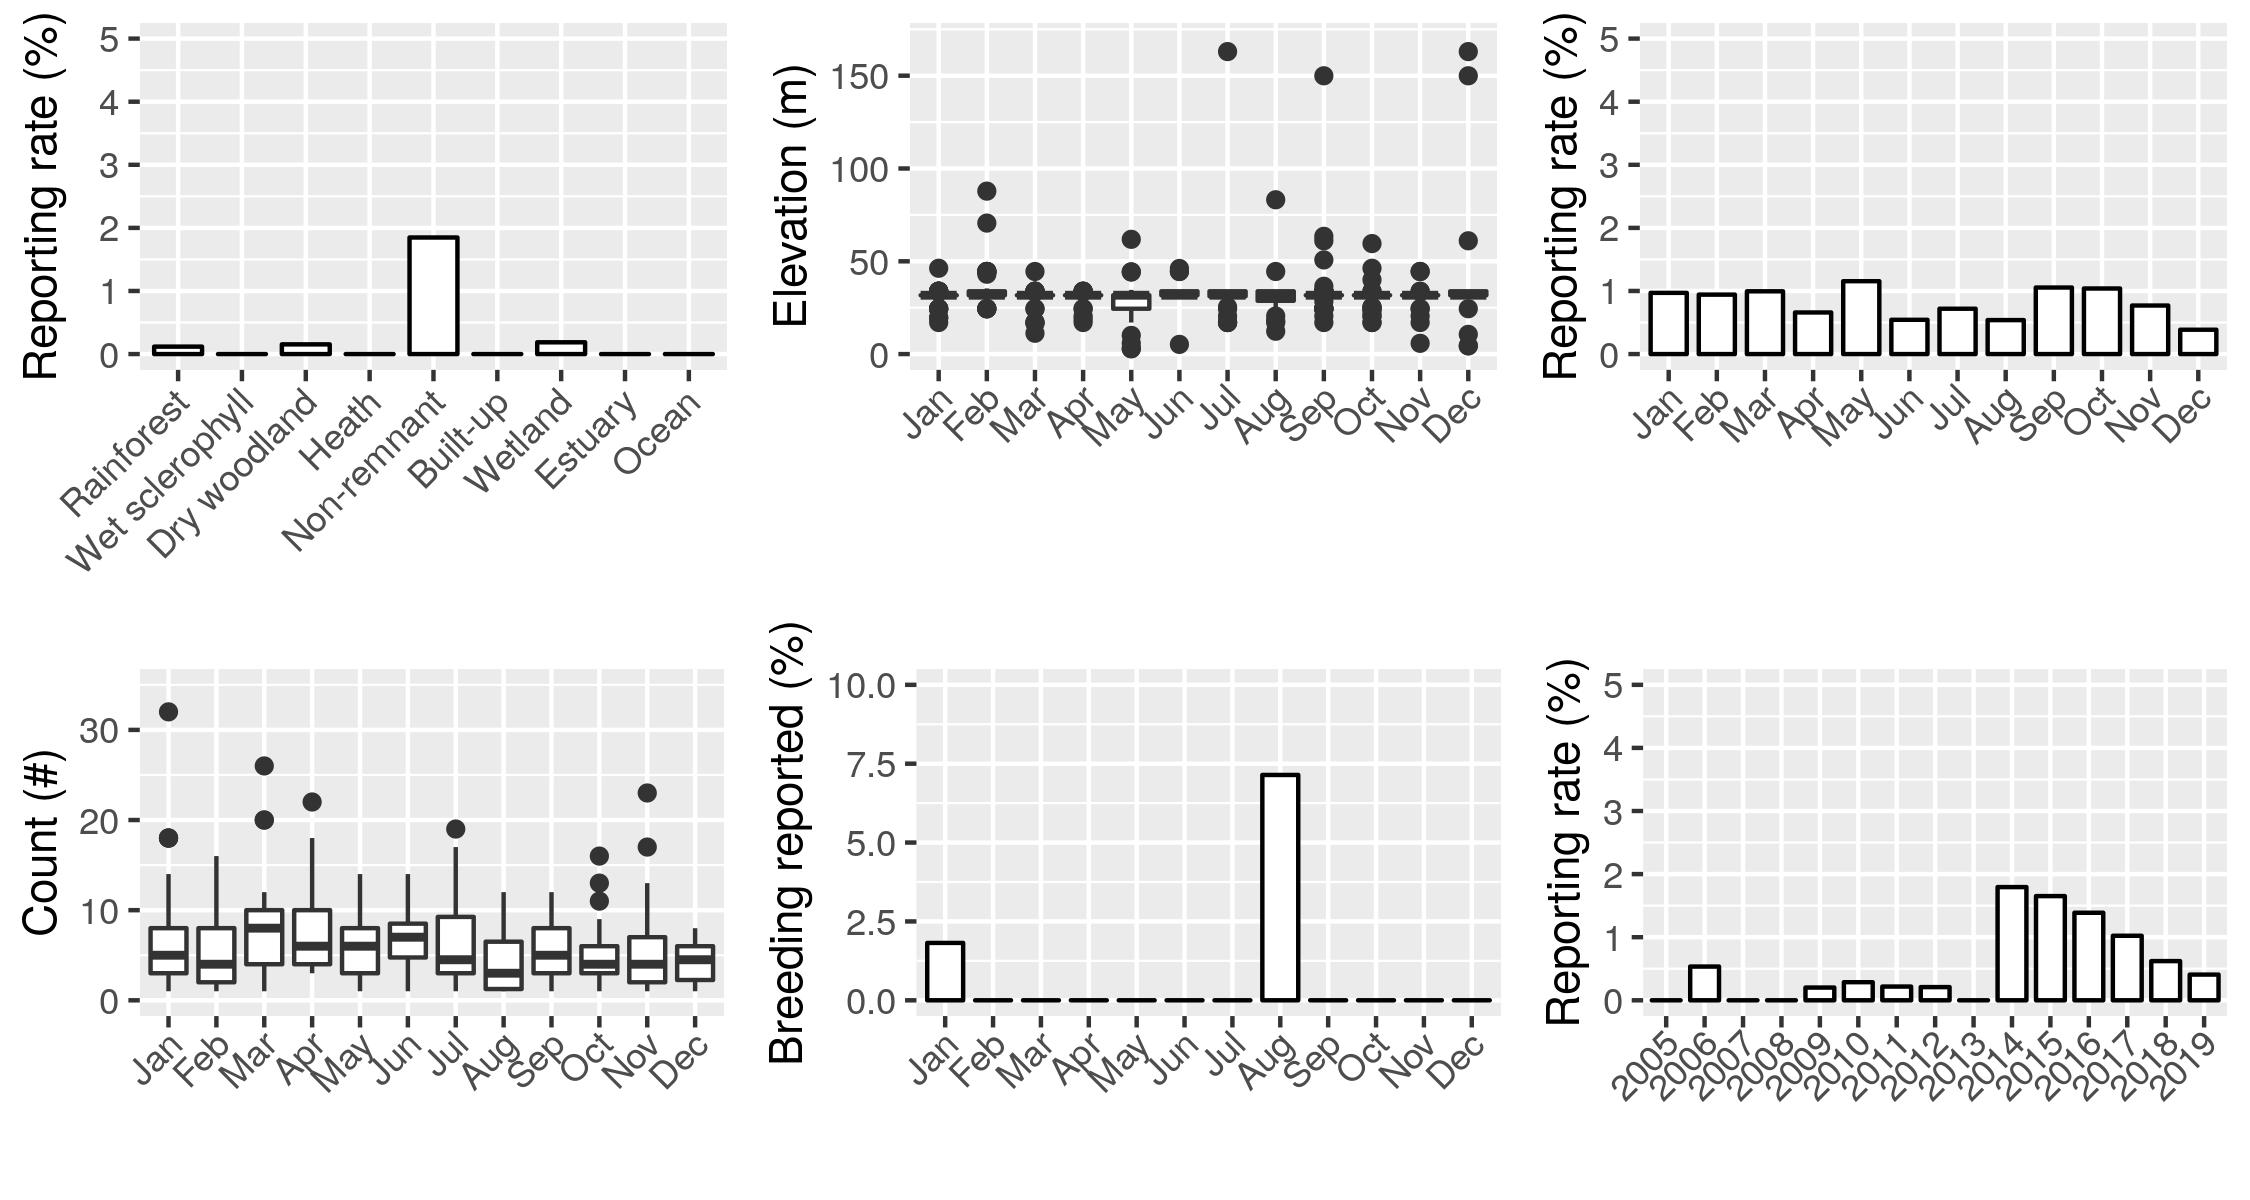 Reporting rate (%)
5
4
3
2
1
0
Rainforest
Wet sclerophyll
Dry woodland
Heath
Non-remnant
Built-up
Wetland
Estuary
Ocean
Elevation (m)
150
100
50
0
Jan
Feb
Mar
Apr
May
Jun
Jul
Aug
Sep
Oct
Nov
Dec
Reporting rate (%)
5
4
3
2
1
0
Jan
Feb
Mar
Apr
May
Jun
Jul
Aug
Sep
Oct
Nov
Dec
Count (#)
30
20
10
0
Jan
Feb
Mar
Apr
May
Jun
Jul
Aug
Sep
Oct
Nov
Dec
Breeding reported (%)
10.0
7.5
5.0
2.5
0.0
Jan
Feb
Mar
Apr
May
Jun
Jul
Aug
Sep
Oct
Nov
Dec
Reporting rate (%)
5
4
3
2
1
0
2005
2006
2007
2008
2009
2010
2011
2012
2013
2014
2015
2016
2017
2018
2019